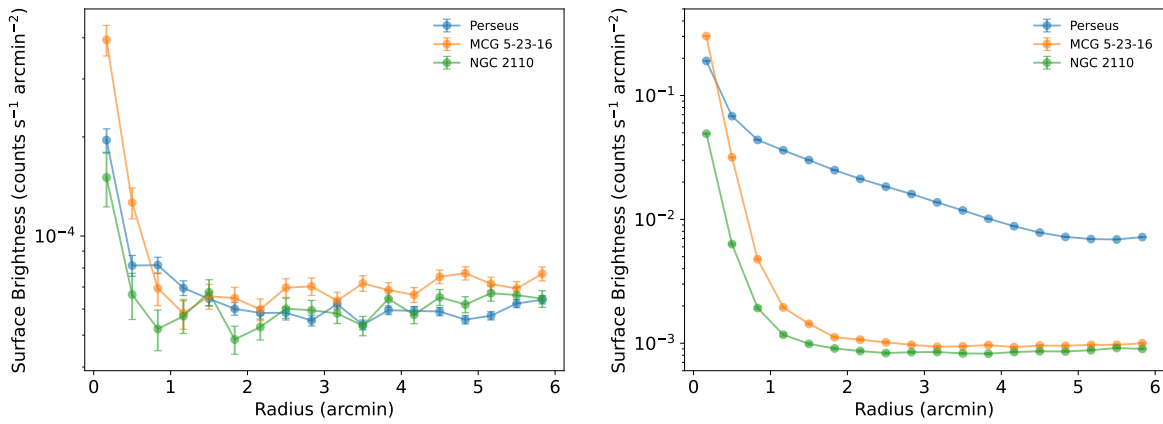 Surface Brightness (counts s⁻¹ arcmin⁻²)
10⁻⁴
Perseus
MCG 5-23-16
NGC 2110
0 1 2 3 4 5 6
Radius (arcmin)
Surface Brightness (counts s⁻¹ arcmin⁻²)
10⁻¹
10⁻²
10⁻³
Perseus
MCG 5-23-16
NGC 2110
0 1 2 3 4 5 6
Radius (arcmin)